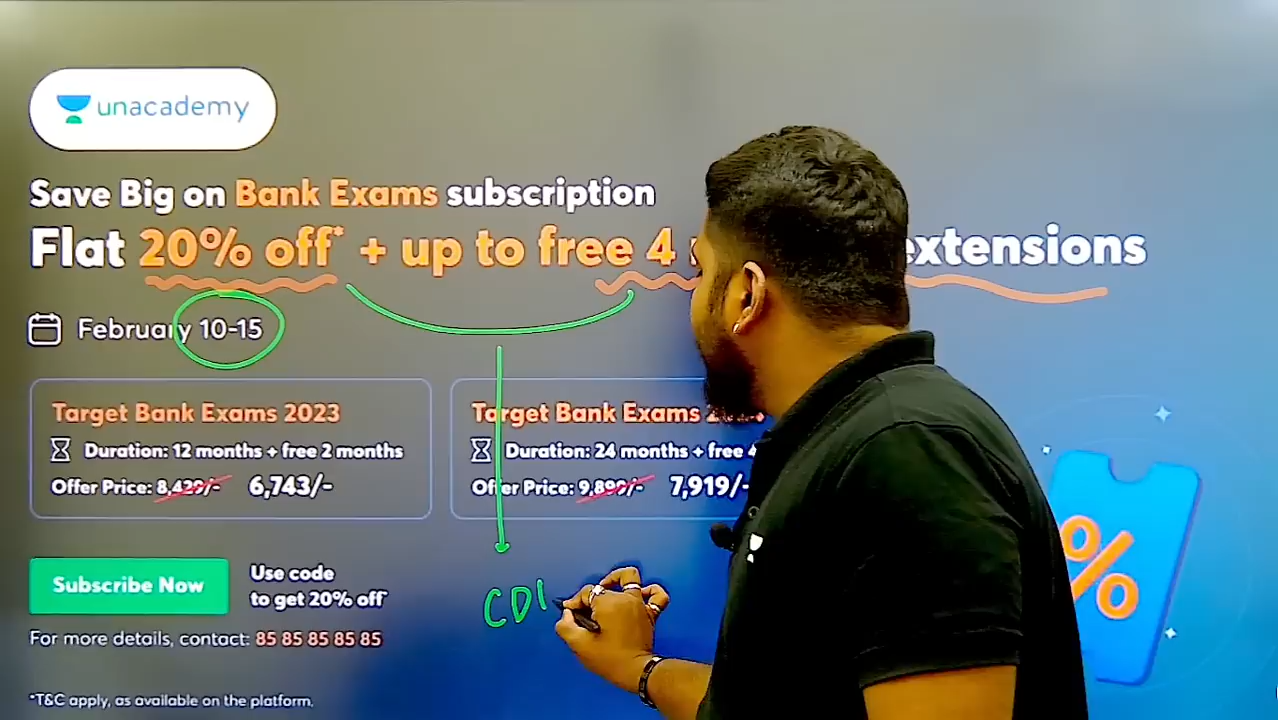 unacademy
Save Big on Bank Exams subscription
Flat 20% off* + up to free 4 extensions
February 10-15
Target Bank Exams 2023
Duration: 12 months + free 2 months
Offer Price: 8,429/- 6,743/-
Target Bank Exams
Duration: 24 months + free 4
Offer Price: 9,899/- 7,919/-
Subscribe Now
Use code
to get 20% off*
For more details, contact: 85 85 85 85 85
CDI
*T&C apply, as available on the platform.
%